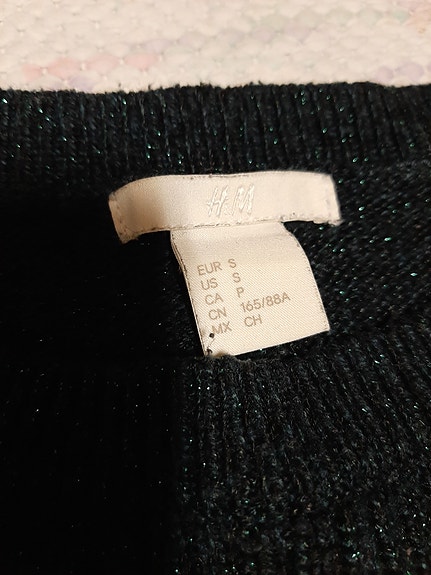 H&M
EUR S
US S
CA P
CN 165/88A
MX CH